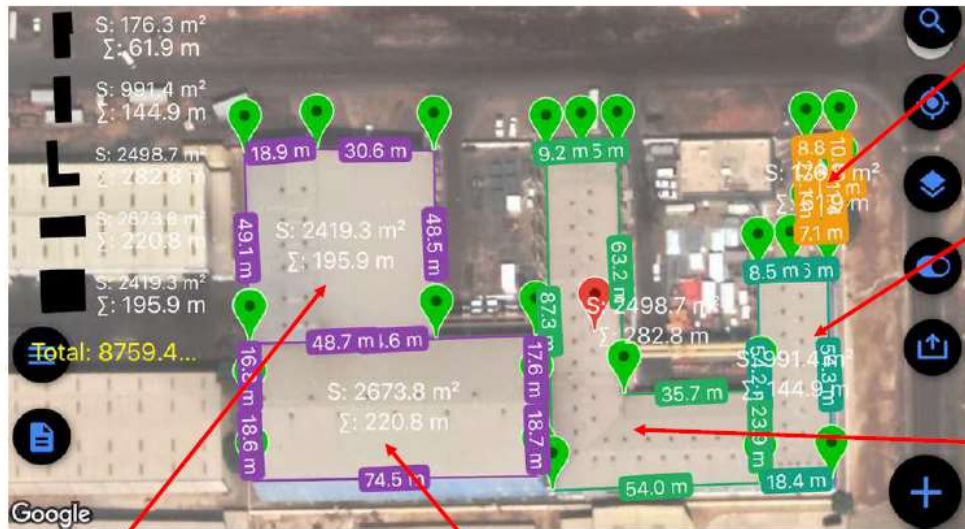 S: 176.3 m²
∑: 61.9 m
S: 991.4 m²
∑: 144.9 m
S: 2498.7 m²
∑: 282.8 m
S: 2673.8 m²
∑: 220.8 m
S: 2419.3 m²
∑: 195.9 m
Total: 8759.4...
18.9 m
30.6 m
49.1 m
48.5 m
S: 2419.3 m²
∑: 195.9 m
48.7 m
17.6 m
18.6 m
18.7 m
S: 2673.8 m²
∑: 220.8 m
74.5 m
9.2 m
63.2 m
87.3 m
S: 2498.7 m²
∑: 282.8 m
35.7 m
54.0 m
8.8
7.1 m
8.5 m
S: 991.4 m²
∑: 144.9 m
18.4 m
Google